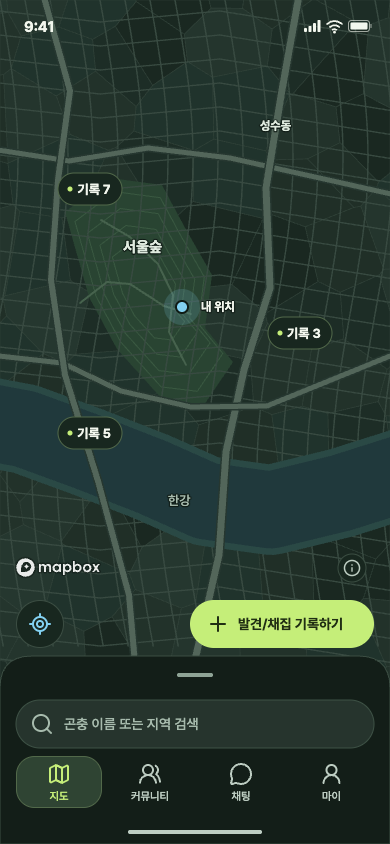 9:41
성수동
기록 7
서울숲
내 위치
기록 3
기록 5
한강
mapbox
발견/채집 기록하기
곤충 이름 또는 지역 검색
지도
커뮤니티
채팅
마이